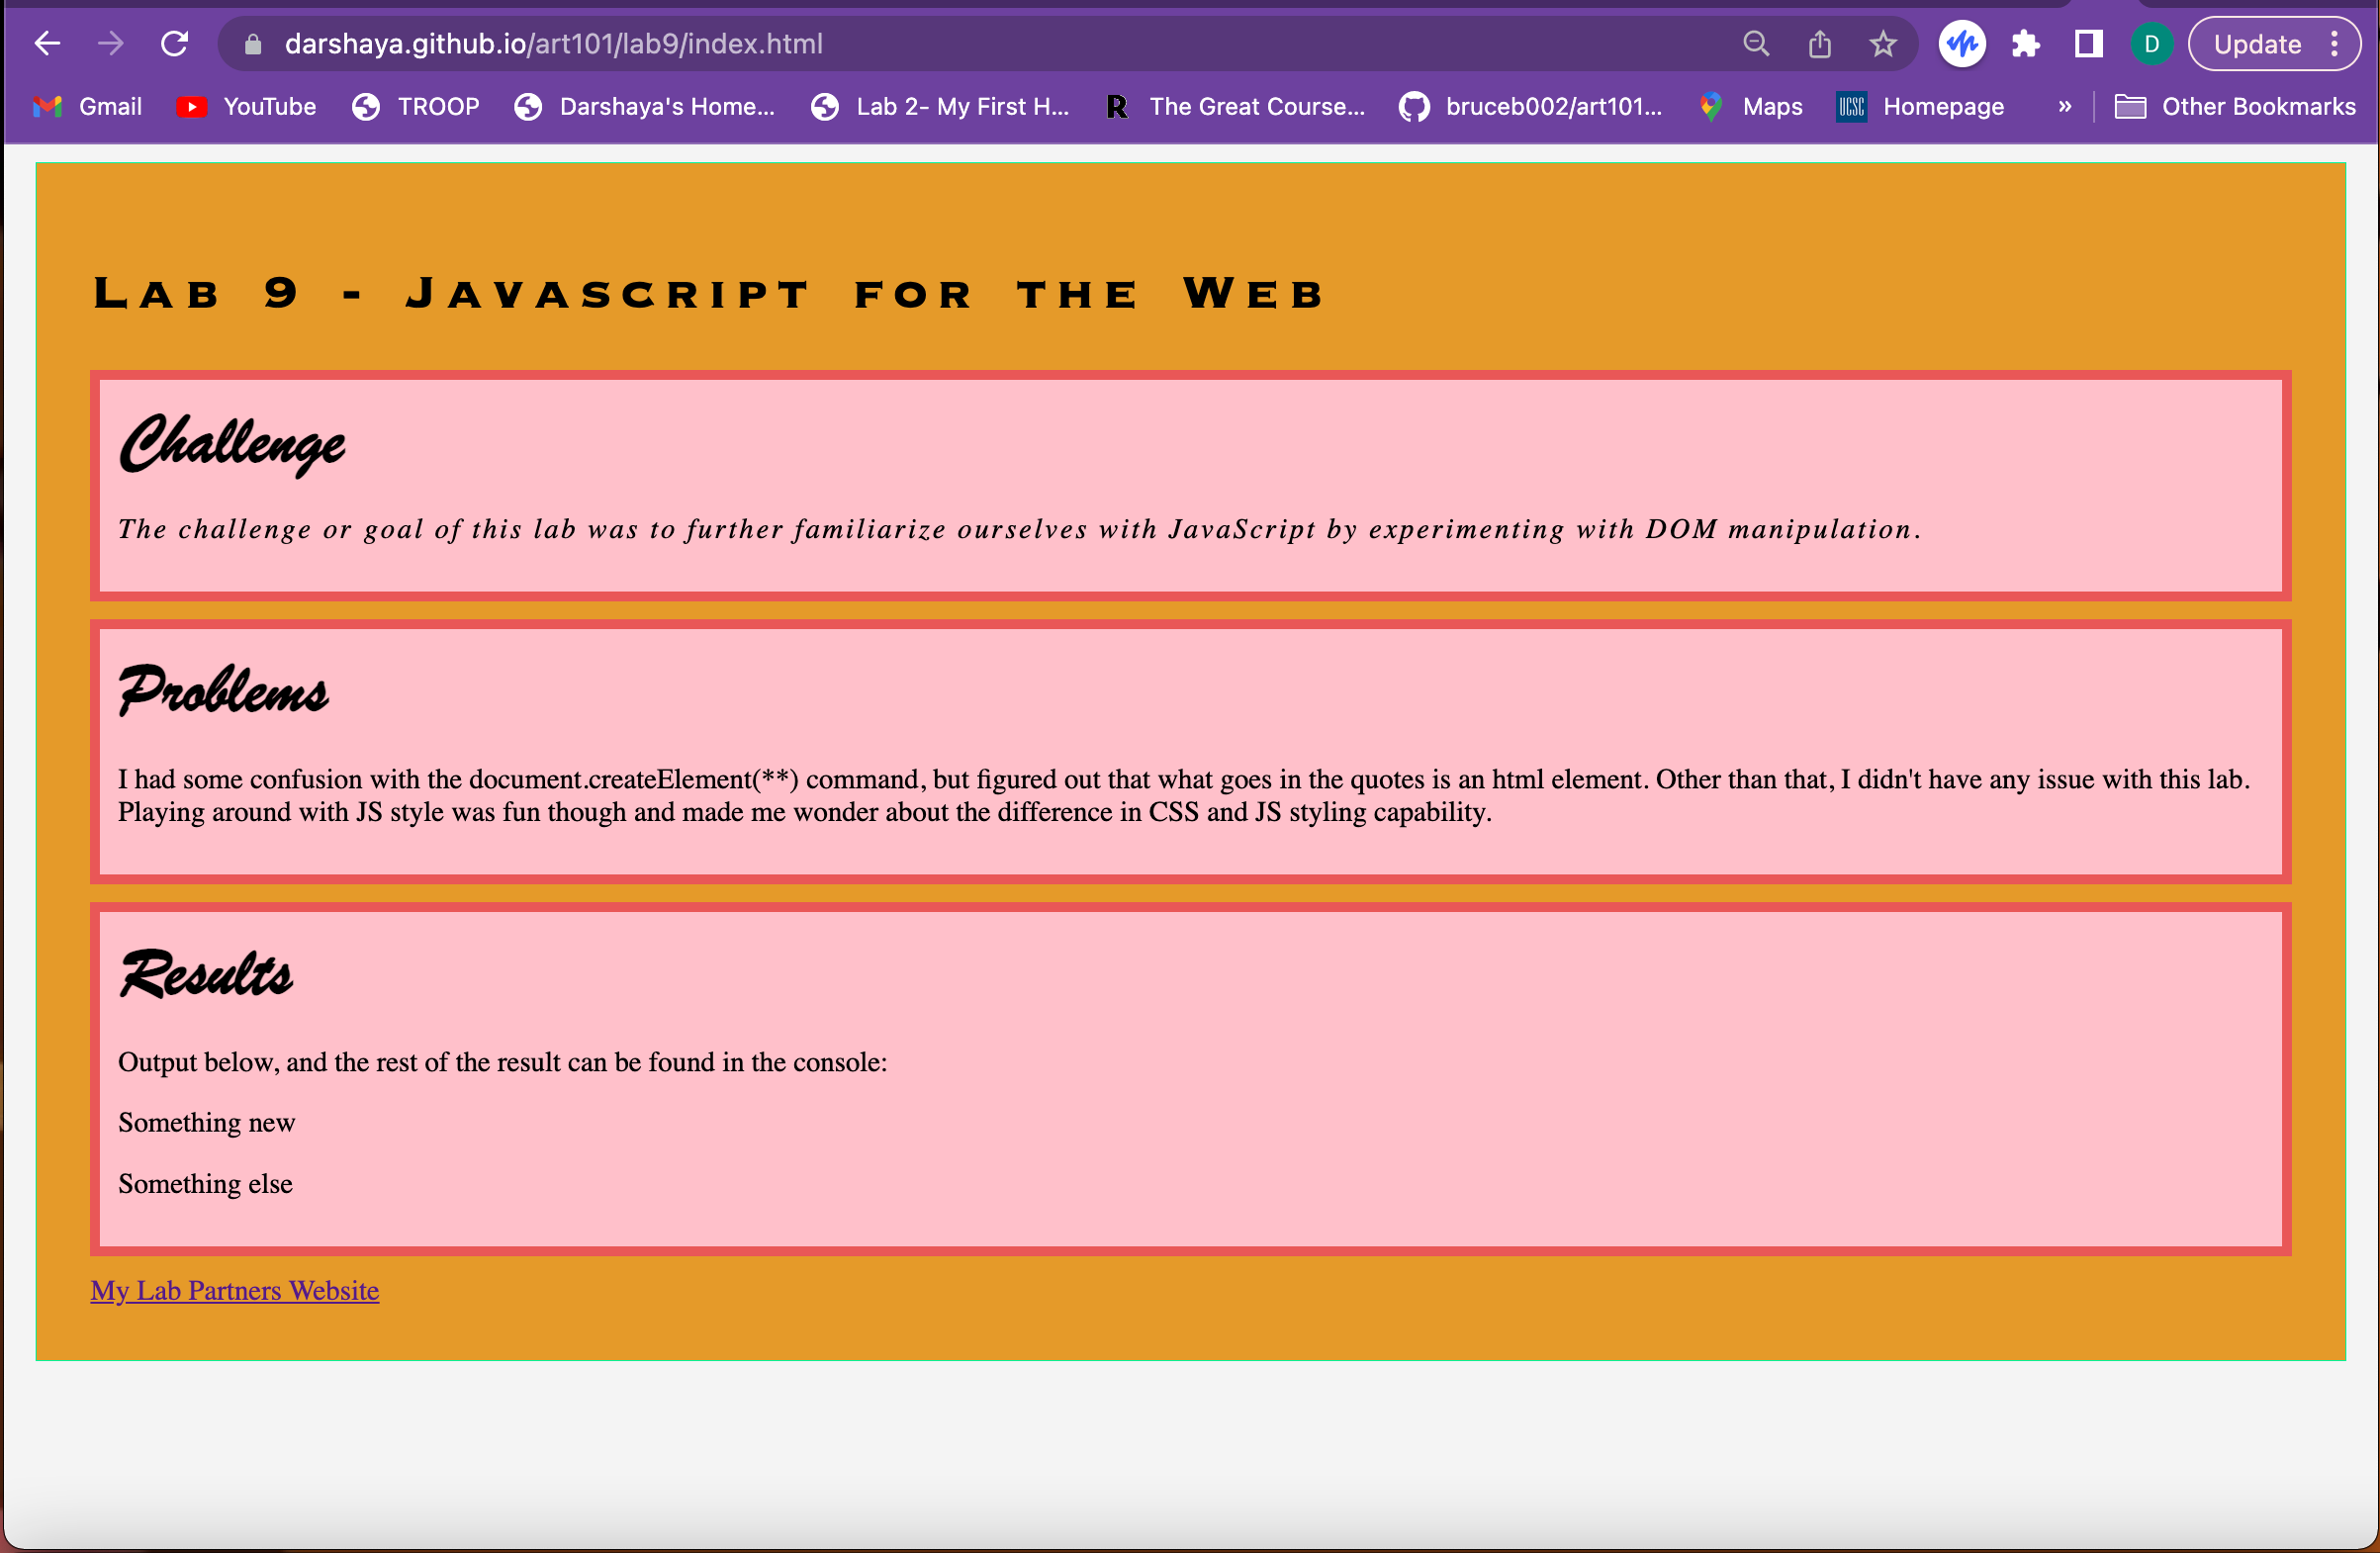 darshaya.github.io/art101/lab9/index.html D Update
Gmail YouTube TROOP Darshaya's Home... Lab 2- My First H... R The Great Course... bruceb002/art101... Maps UCSC Homepage » Other Bookmarks
Lab 9 - Javascript for the Web
Challenge
The challenge or goal of this lab was to further familiarize ourselves with JavaScript by experimenting with DOM manipulation.
Problems
I had some confusion with the document.createElement(**) command, but figured out that what goes in the quotes is an html element. Other than that, I didn't have any issue with this lab.
Playing around with JS style was fun though and made me wonder about the difference in CSS and JS styling capability.
Results
Output below, and the rest of the result can be found in the console:
Something new
Something else
My Lab Partners Website